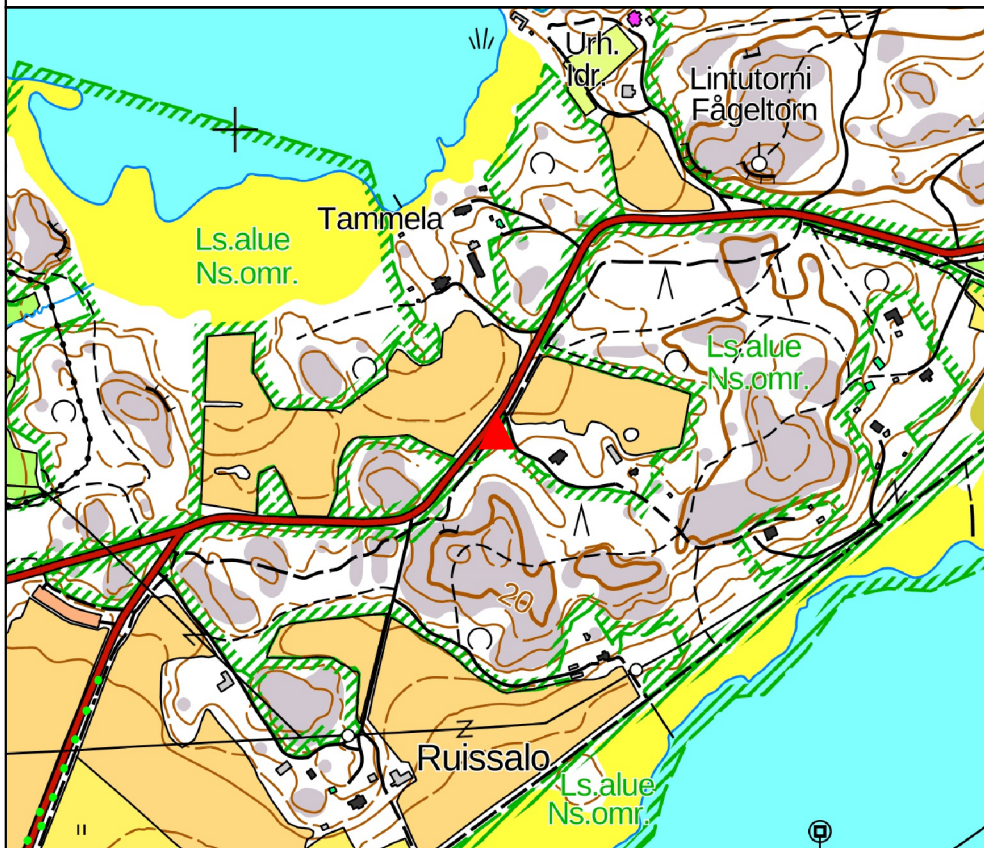 Urh.
Idr.
Lintutorni
Fågeltorn
Tammela
Ls.alue
Ns.omr.
Ls.alue
Ns.omr.
20
Ruissalo
Ls.alue
Ns.omr.